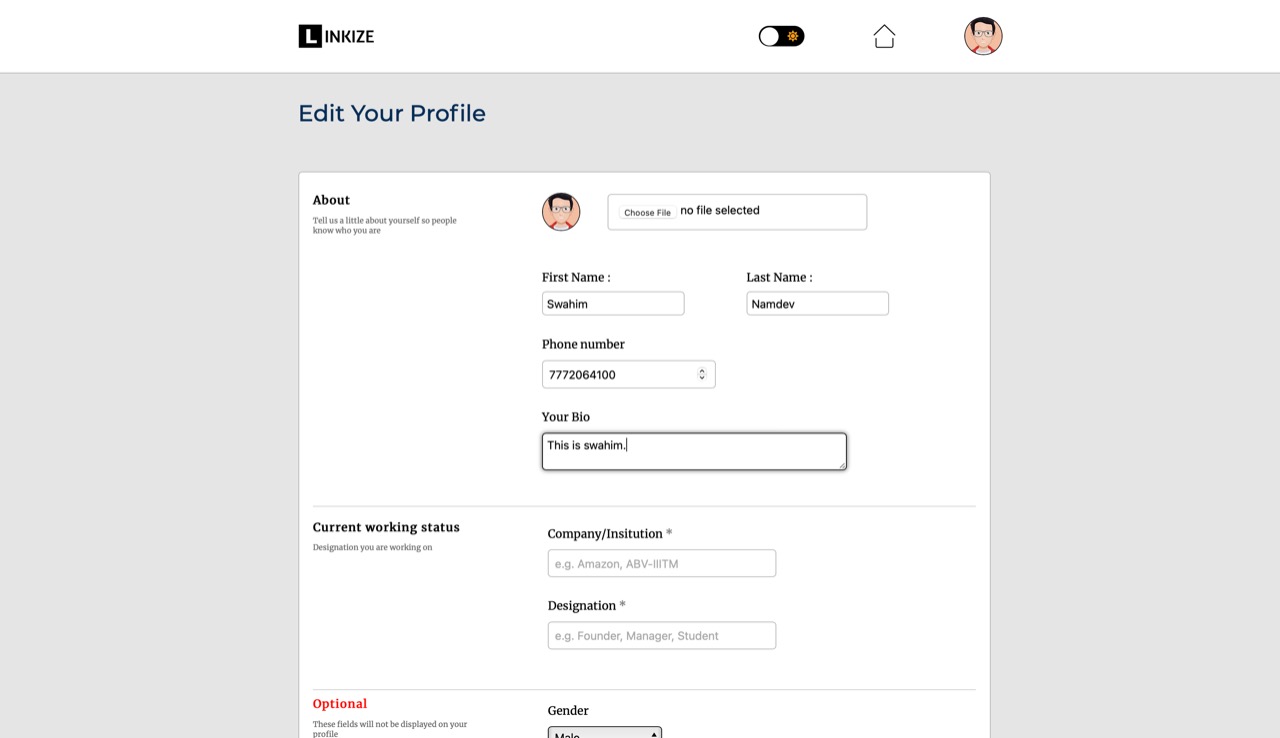 LINKIZE
Edit Your Profile
About
Tell us a little about yourself so people
know who you are
Choose File no file selected
First Name :
Last Name :
Swahim
Namdev
Phone number
7772064100
Your Bio
This is swahim.
Current working status
Designation you are working on
Company/Insitution *
e.g. Amazon, ABV-IIITM
Designation *
e.g. Founder, Manager, Student
Optional
These fields will not be displayed on your
profile
Gender
Male